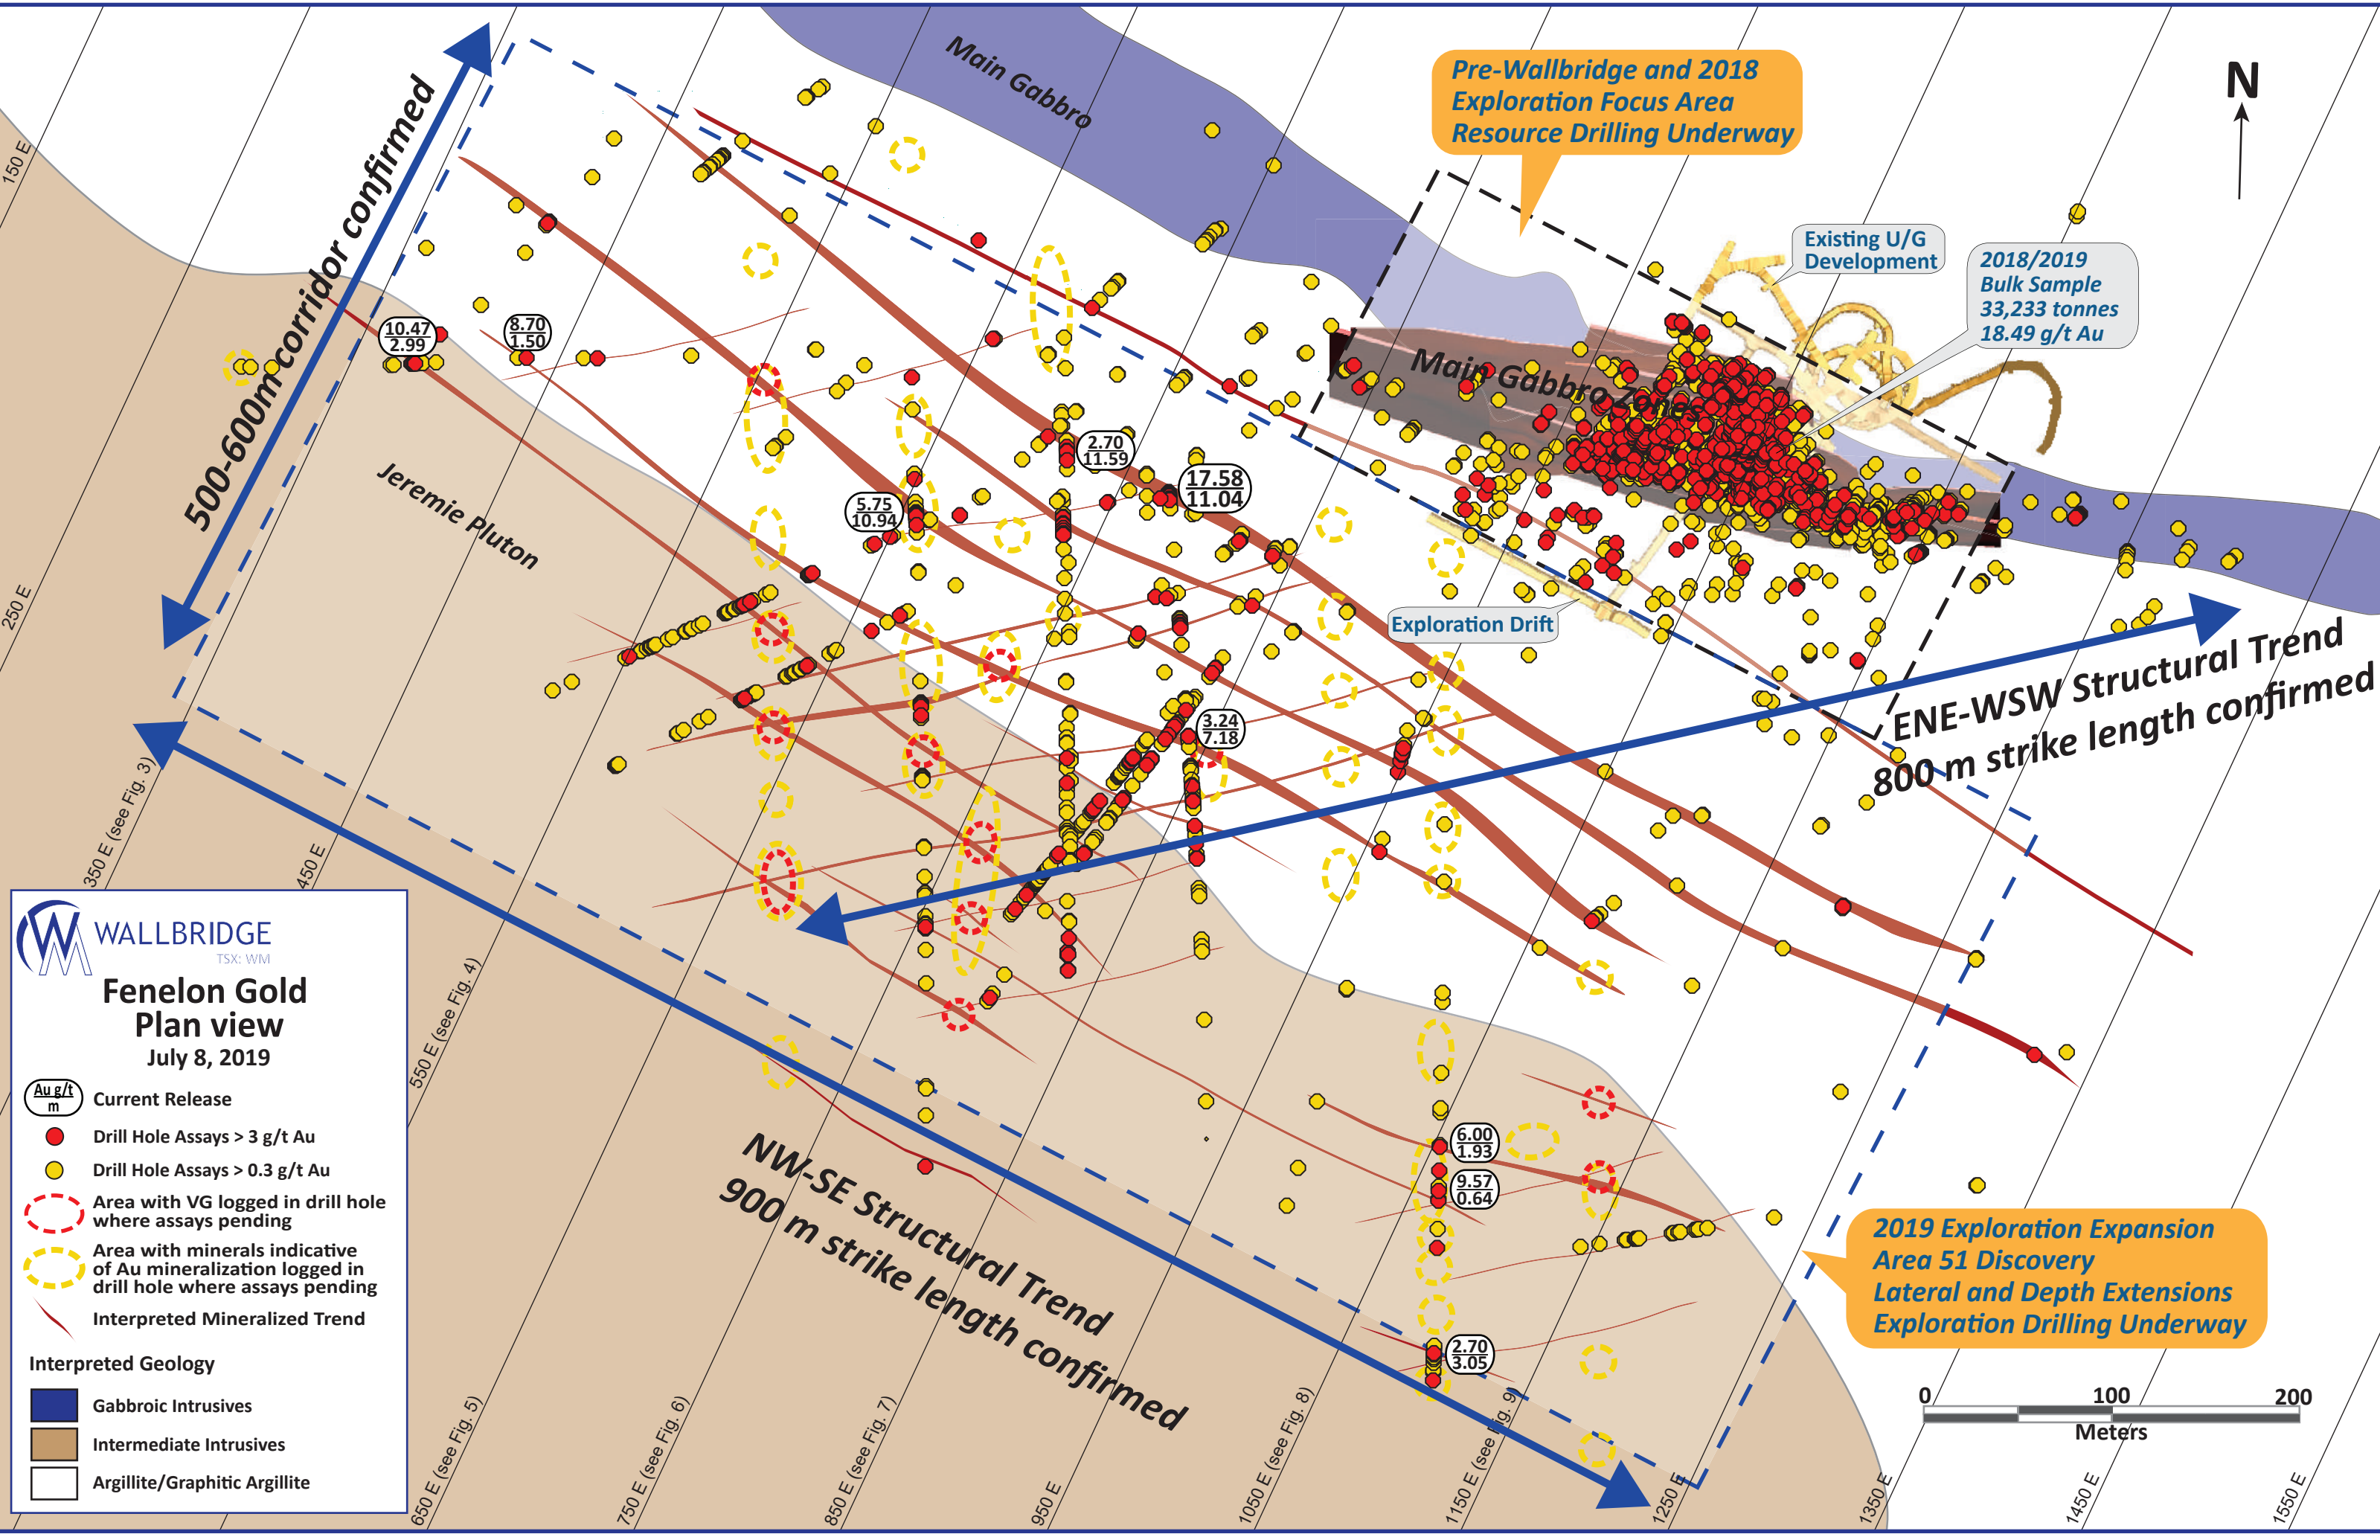 Main Gabbro
Pre-Wallbridge and 2018
Exploration Focus Area
Resource Drilling Underway
N
Existing U/G
Development
2018/2019
Bulk Sample
33,233 tonnes
18.49 g/t Au
500-600m corridor confirmed
150 E
250 E
10.47
2.99
8.70
1.50
Main Gabbro Zones
Jeremie Pluton
2.70
11.59
17.58
11.04
5.75
10.94
Exploration Drift
3.24
7.18
ENE-WSW Structural Trend
800 m strike length confirmed
350 E (see Fig. 3)
450 E
550 E (see Fig. 4)
WALLBRIDGE
TSX: WM
Fenelon Gold
Plan view
July 8, 2019
Au g/t
m
Current Release
Drill Hole Assays > 3 g/t Au
Drill Hole Assays > 0.3 g/t Au
Area with VG logged in drill hole
where assays pending
Area with minerals indicative
of Au mineralization logged in
drill hole where assays pending
Interpreted Mineralized Trend
Interpreted Geology
Gabbroic Intrusives
Intermediate Intrusives
Argillite/Graphitic Argillite
6.00
1.93
9.57
0.64
2.70
3.05
NW-SE Structural Trend
900 m strike length confirmed
2019 Exploration Expansion
Area 51 Discovery
Lateral and Depth Extensions
Exploration Drilling Underway
0 100 200
Meters
650 E (see Fig. 5)
750 E (see Fig. 6)
850 E (see Fig. 7)
950 E
1050 E (see Fig. 8)
1150 E (see Fig. 9)
1250 E
1350 E
1450 E
1550 E